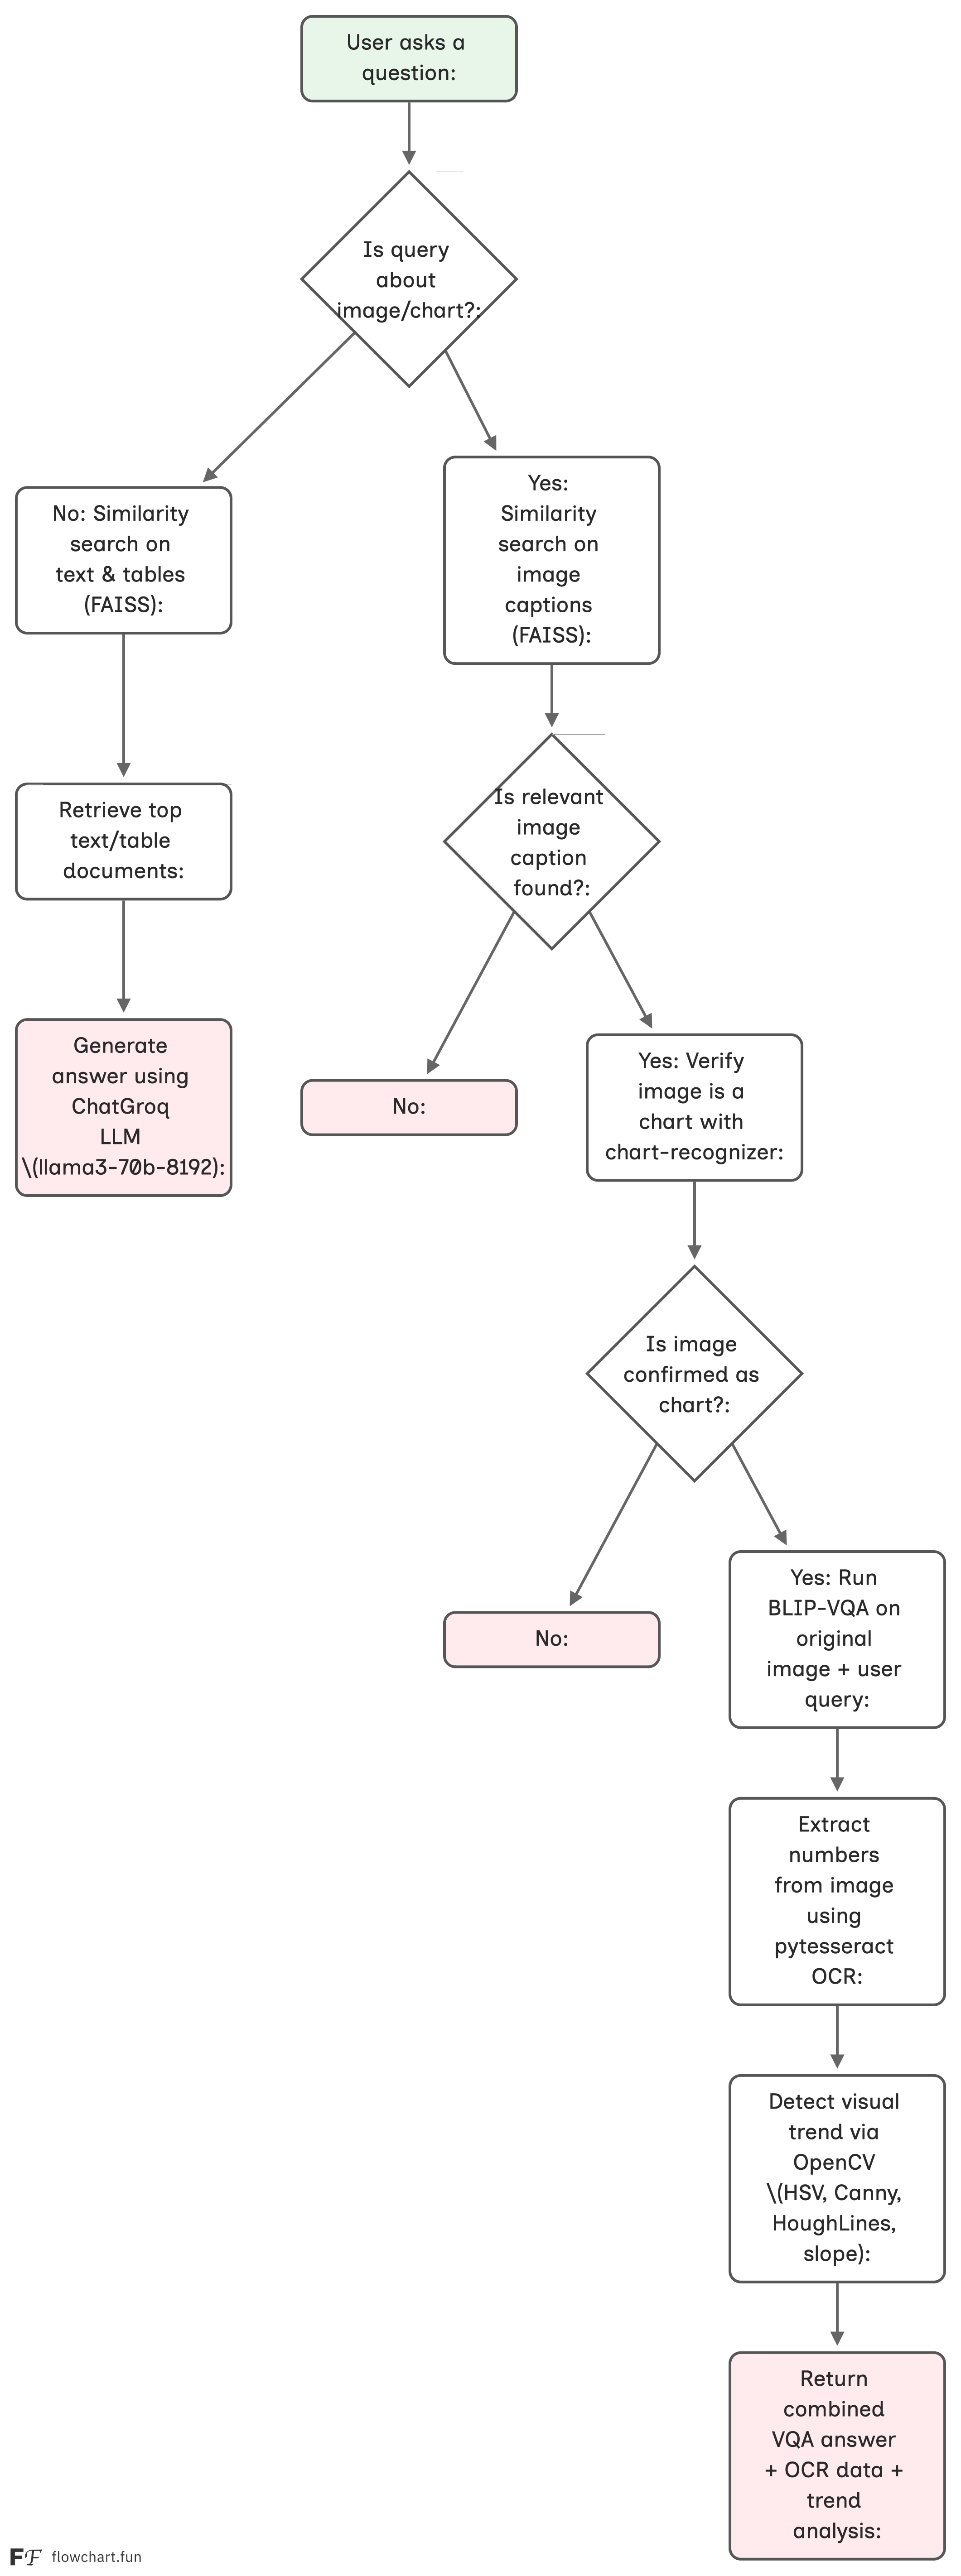 User asks a
question:
Is query
about
image/chart?:
No: Similarity
search on
text & tables
(FAISS):
Yes:
Similarity
search on
image
captions
(FAISS):
Retrieve top
text/table
documents:
Is relevant
image
caption
found?:
Generate
answer using
ChatGroq
LLM
\(llama3-70b-8192):
No:
Yes: Verify
image is a
chart with
chart-recognizer:
Is image
confirmed as
chart?:
No:
Yes: Run
BLIP-VQA on
original
image + user
query:
Extract
numbers
from image
using
pytesseract
OCR:
Detect visual
trend via
OpenCV
\(HSV, Canny,
HoughLines,
slope):
Return
combined
VQA answer
+ OCR data +
trend
analysis:
FF flowchart.fun